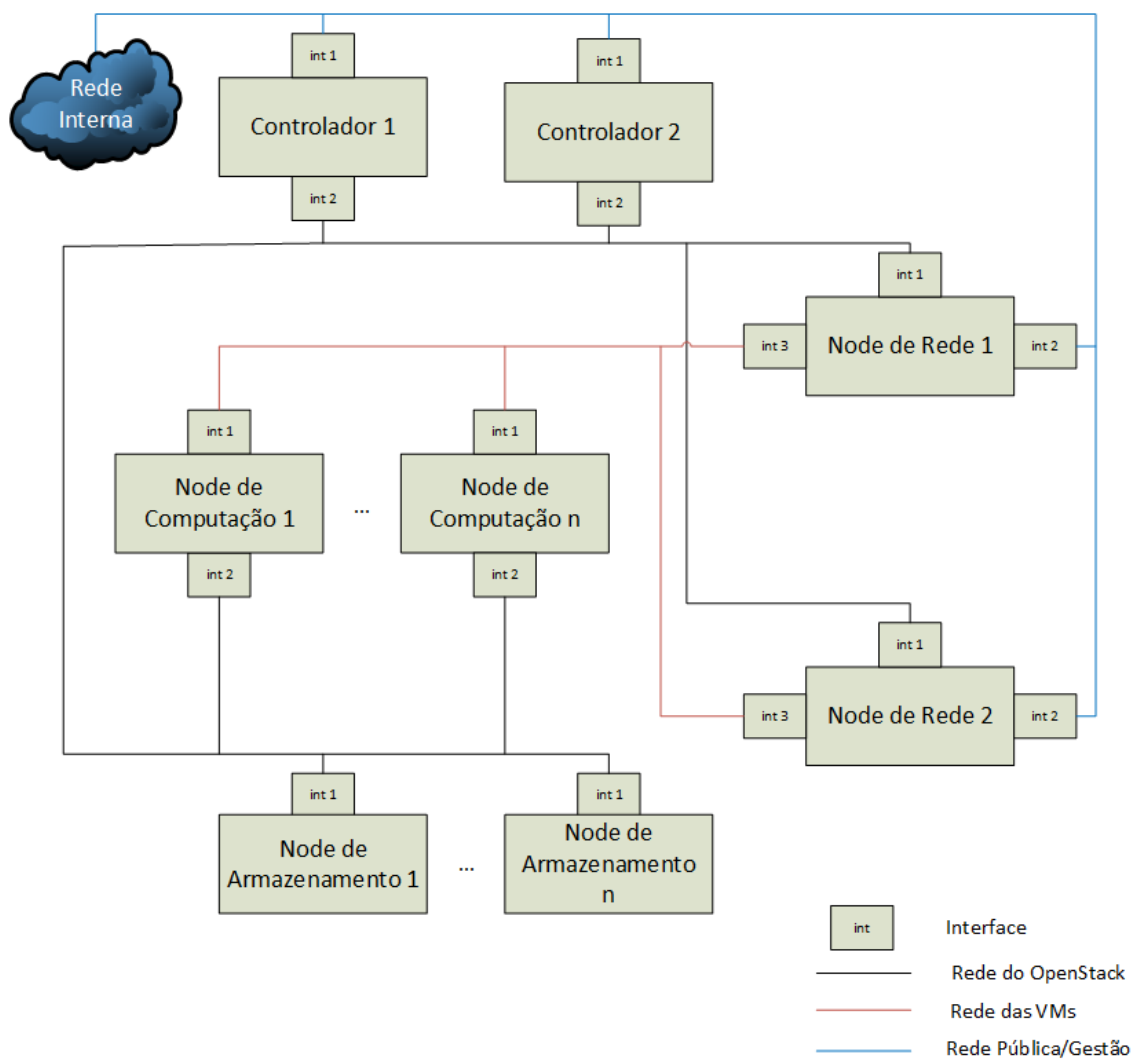 int 1
int 1
Rede
Interna
Controlador 1
Controlador 2
int 2
int 2
int 1
int 3
Node de Rede 1
int 2
int 1
int 1
Node de
Computação 1
...
Node de
Computação n
int 2
int 2
int 1
int 3
Node de Rede 2
int 2
int 1
int 1
Node de
Armazenamento 1
...
Node de
Armazenamento
n
int
Interface
Rede do OpenStack
Rede das VMs
Rede Pública/Gestão